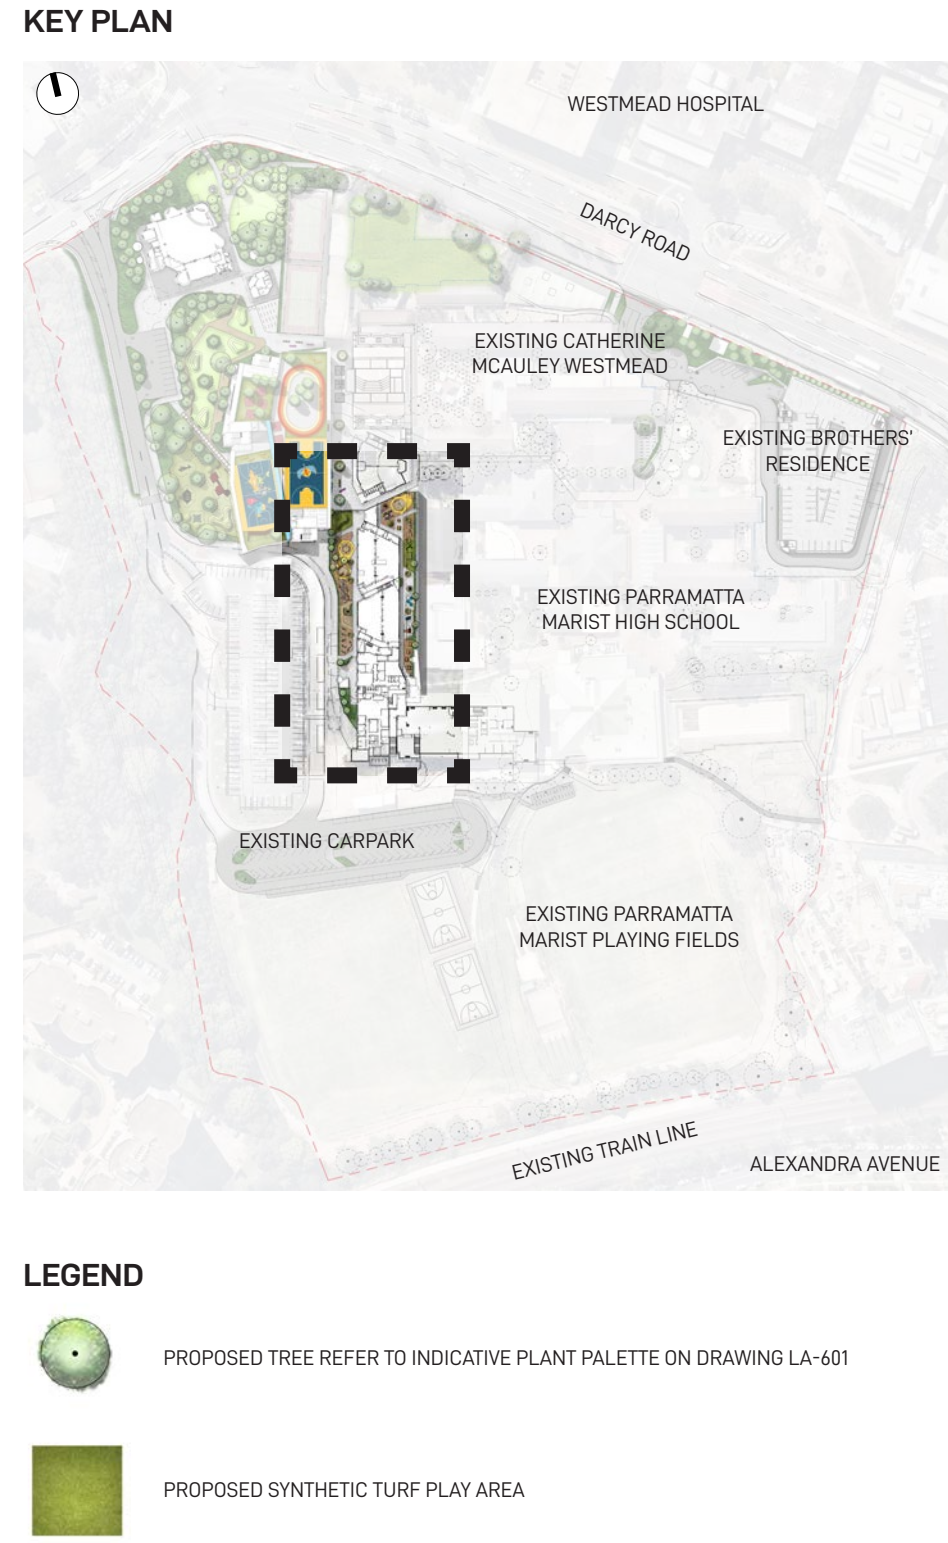 KEY PLAN
WESTMEAD HOSPITAL
DARCY ROAD
EXISTING CATHERINE
MCAULEY WESTMEAD
EXISTING BROTHERS'
RESIDENCE
EXISTING PARRAMATTA
MARIST HIGH SCHOOL
EXISTING CARPARK
EXISTING PARRAMATTA
MARIST PLAYING FIELDS
EXISTING TRAIN LINE
ALEXANDRA AVENUE
LEGEND
PROPOSED TREE REFER TO INDICATIVE PLANT PALETTE ON DRAWING LA-601
PROPOSED SYNTHETIC TURF PLAY AREA